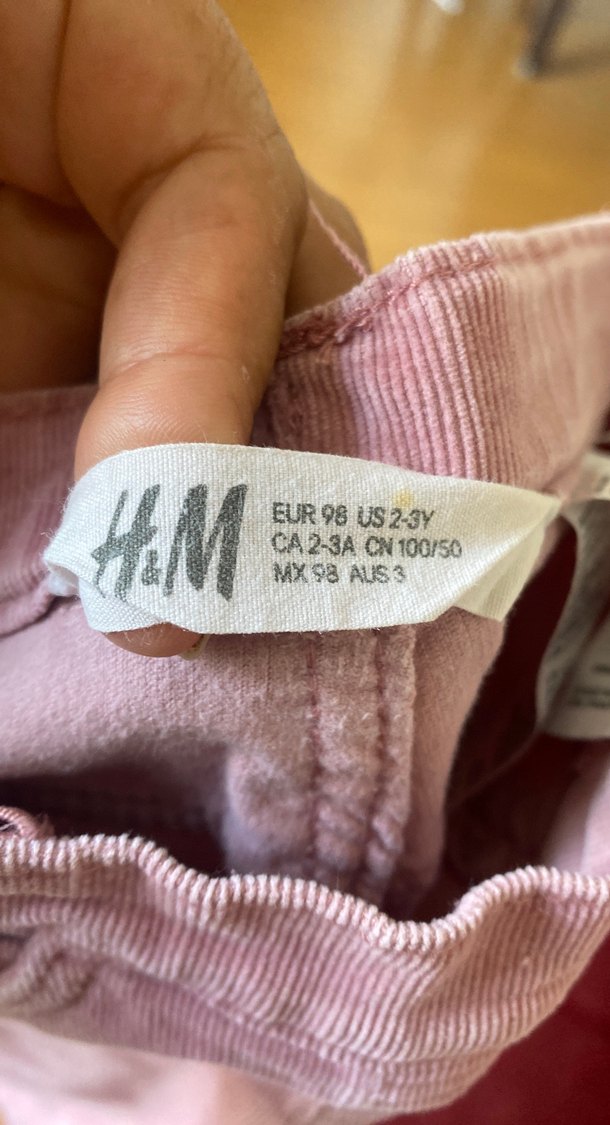 H&M
EUR 98 US 2-3Y
CA 2-3A CN 100/50
MX 98 AUS 3